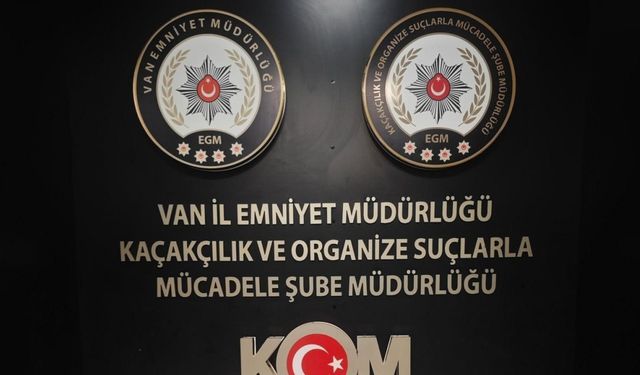 VAN EMNİYET MÜDÜRLÜĞÜ
EGM
KAÇAKÇILIK VE ORGANİZE SUÇLARLA MÜCADELE ŞUBE MÜDÜRLÜĞÜ
EGM
VAN İL EMNİYET MÜDÜRLÜĞÜ
KAÇAKÇILIK VE ORGANİZE SUÇLARLA
MÜCADELE ŞUBE MÜDÜRLÜĞÜ
KOM